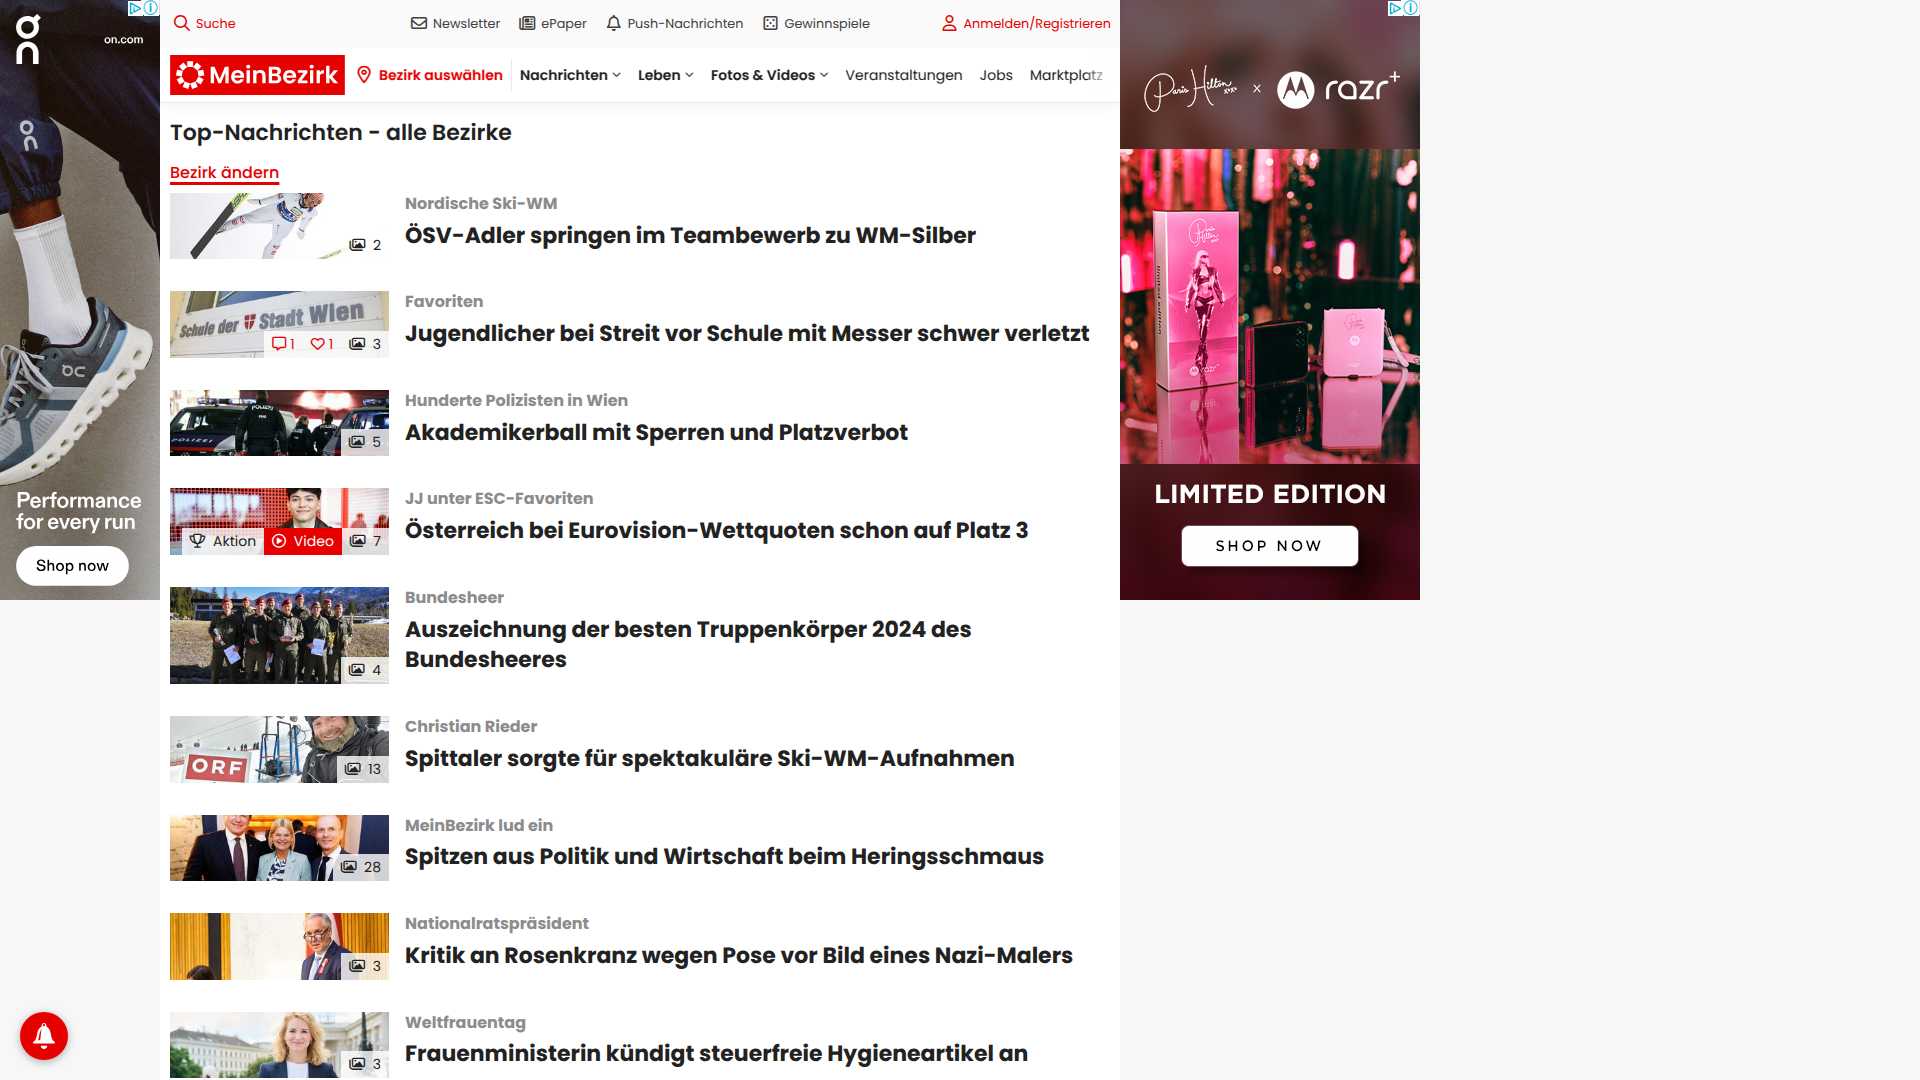 Suche
Newsletter
ePaper
Push-Nachrichten
Gewinnspiele
Anmelden/Registrieren
MeinBezirk
Bezirk auswählen
Nachrichten
Leben
Fotos & Videos
Veranstaltungen
Jobs
Marktplatz
Top-Nachrichten - alle Bezirke
Bezirk ändern
2
Nordische Ski-WM
ÖSV-Adler springen im Teambewerb zu WM-Silber
Schule der Stadt Wien
1 1 3
Favoriten
Jugendlicher bei Streit vor Schule mit Messer schwer verletzt
POLIZEI
POLIZEI
5
Hunderte Polizisten in Wien
Akademikerball mit Sperren und Platzverbot
Aktion Video 7
JJ unter ESC-Favoriten
Österreich bei Eurovision-Wettquoten schon auf Platz 3
4
Bundesheer
Auszeichnung der besten Truppenkörper 2024 des
Bundesheeres
ORF
13
Christian Rieder
Spittaler sorgte für spektakuläre Ski-WM-Aufnahmen
28
MeinBezirk lud ein
Spitzen aus Politik und Wirtschaft beim Heringsschmaus
3
Nationalratspräsident
Kritik an Rosenkranz wegen Pose vor Bild eines Nazi-Malers
3
Weltfrauentag
Frauenministerin kündigt steuerfreie Hygieneartikel an
on
on.com
on
on
Performance
for every run
Shop now
Paris Hilton xoxo x razr+
razr+
LIMITED EDITION
SHOP NOW